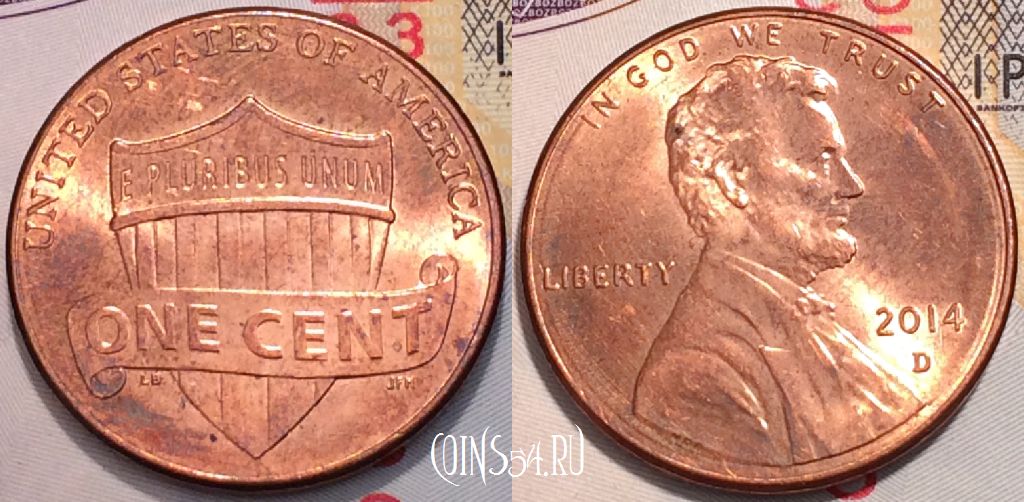 UNITED STATES OF AMERICA
E PLURIBUS UNUM
ONE CENT
LB JFM
IN GOD WE TRUST
LIBERTY
2014
D
COINS54.RU